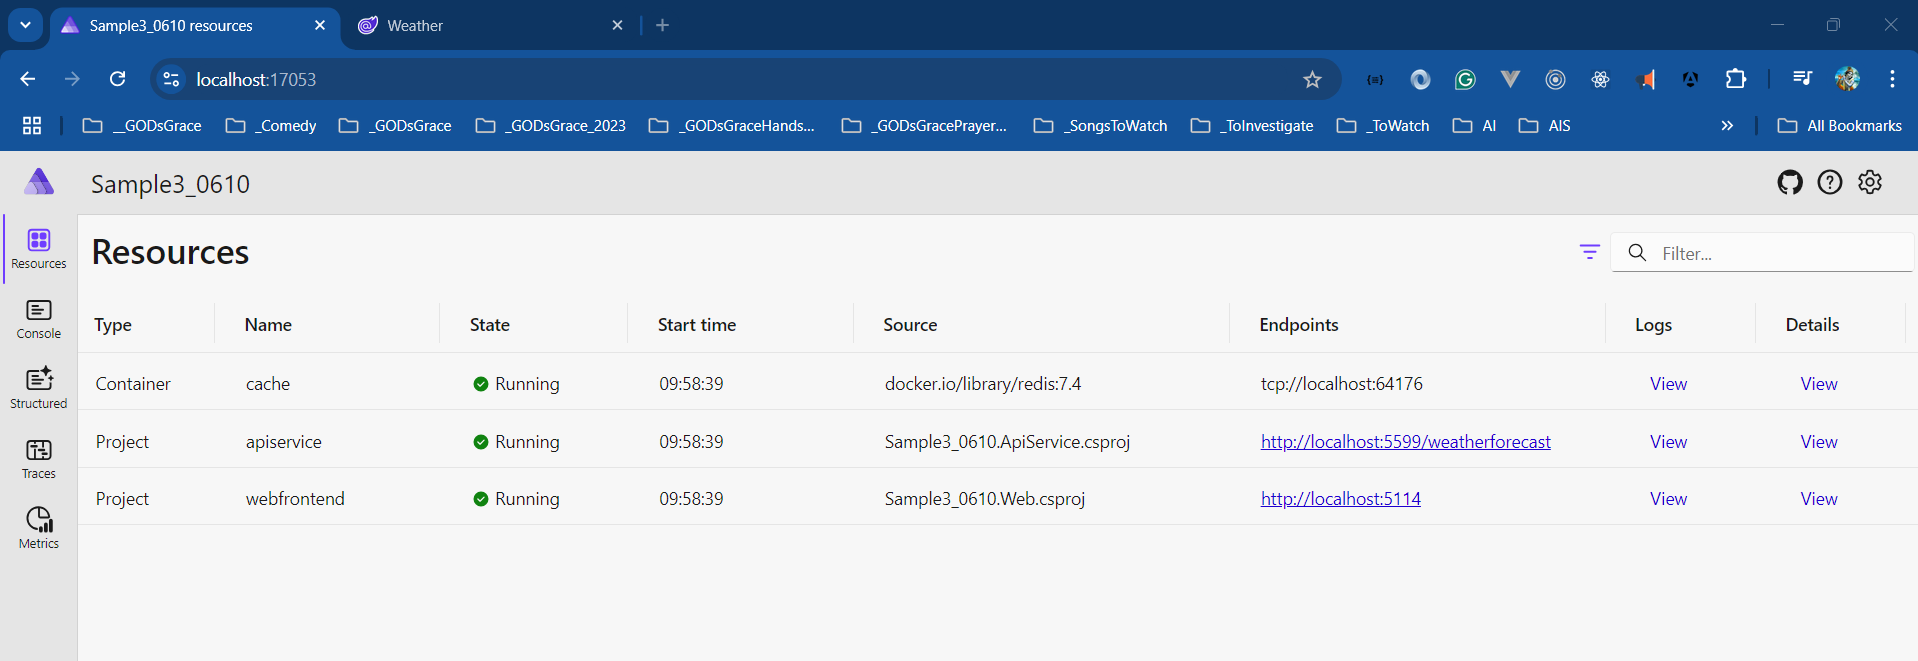 Sample3_0610 resources
Weather
localhost:17053
__GODsGrace
_Comedy
_GODsGrace
_GODsGrace_2023
_GODsGraceHands...
_GODsGracePrayer...
_SongsToWatch
_ToInvestigate
_ToWatch
AI
AIS
All Bookmarks
Sample3_0610
Resources
Console
Structured
Traces
Metrics
Resources
Filter...
Type Name State Start time Source Endpoints Logs Details
Container cache Running 09:58:39 docker.io/library/redis:7.4 tcp://localhost:64176 View View
Project apiservice Running 09:58:39 Sample3_0610.ApiService.csproj http://localhost:5599/weatherforecast View View
Project webfrontend Running 09:58:39 Sample3_0610.Web.csproj http://localhost:5114 View View